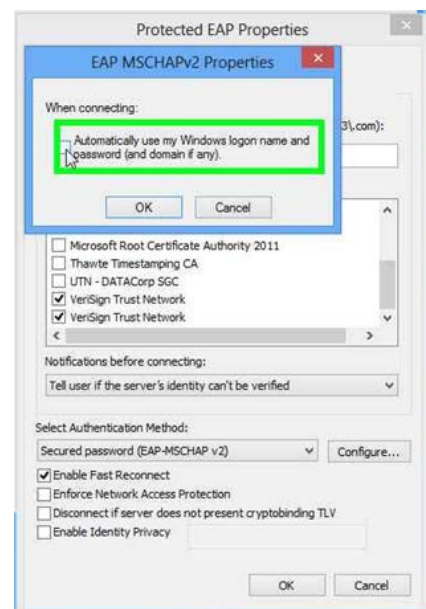 Protected EAP Properties
EAP MSCHAPv2 Properties
When connecting:
3\.com):
Automatically use my Windows logon name and
password (and domain if any).
OK Cancel
Microsoft Root Certificate Authority 2011
Thawte Timestamping CA
UTN - DATACorp SGC
VeriSign Trust Network
VeriSign Trust Network
Notifications before connecting:
Tell user if the server's identity can't be verified
Select Authentication Method:
Secured password (EAP-MSCHAP v2) Configure...
Enable Fast Reconnect
Enforce Network Access Protection
Disconnect if server does not present cryptobinding TLV
Enable Identity Privacy
OK Cancel